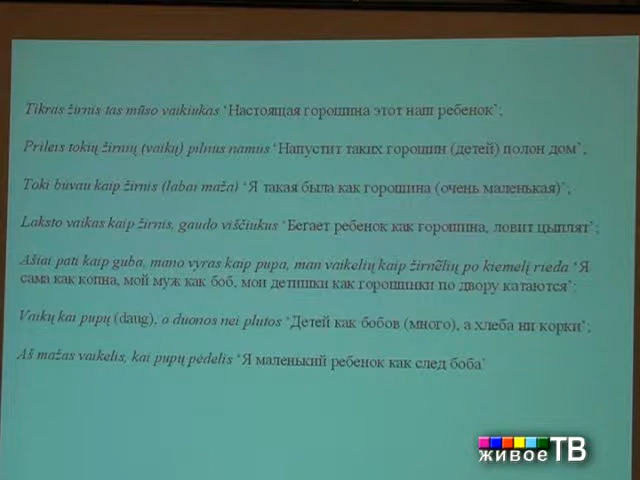 Tikras žirnis tas mūso vaikiukas 'Настоящая горошина этот наш ребенок';
Prileis tokių žirnių (vaikų) pilnus namus 'Напустит таких горошин (детей) полон дом';
Toki buvau kaip žirnis (labai maža) 'Я такая была как горошина (очень маленькая)';
Laksto vaikas kaip žirnis, gaudo viščiukus 'Бегает ребенок как горошина, ловит цыплят';
Ašiai pati kaip guba, mano vyras kaip pupa, man vaikelių kaip žirnẽlių po kiemelį rieda 'Я
сама как копна, мой муж как боб, мои детишки как горошинки по двору катаются';
Vaikų kai pupų (daug), o duonos nei plutos 'Детей как бобов (много), а хлеба ни корки';
Aš mažas vaikelis, kai pupų pėdelis 'Я маленький ребенок как след боба'
живоеТВ